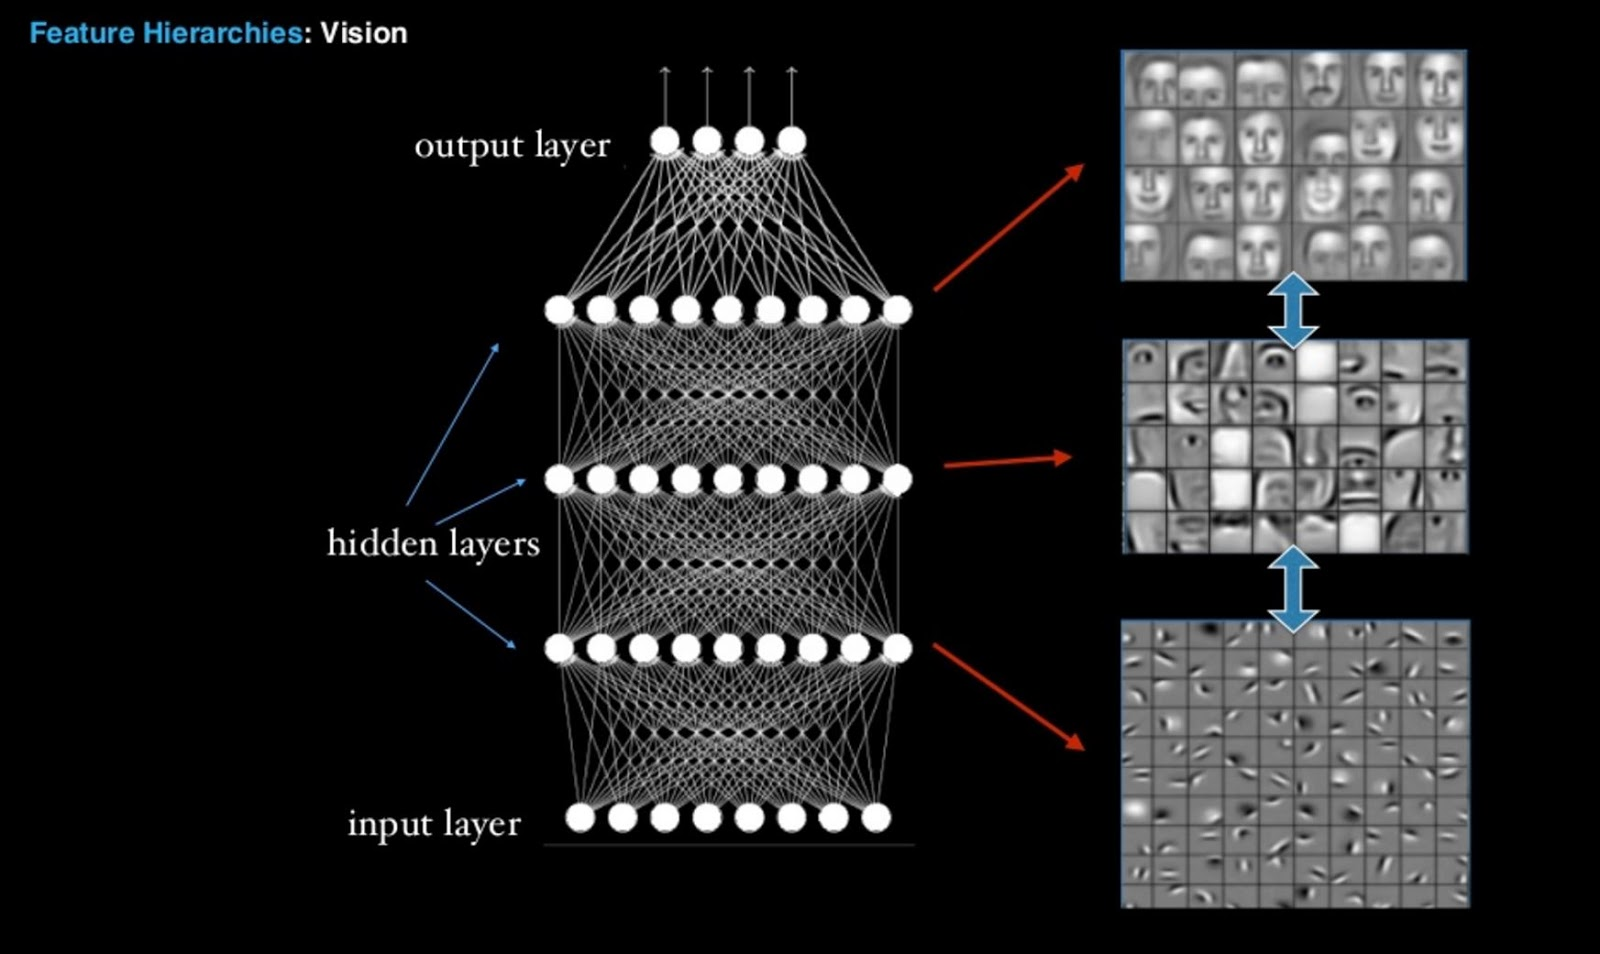 Feature Hierarchies: Vision
output layer
hidden layers
input layer